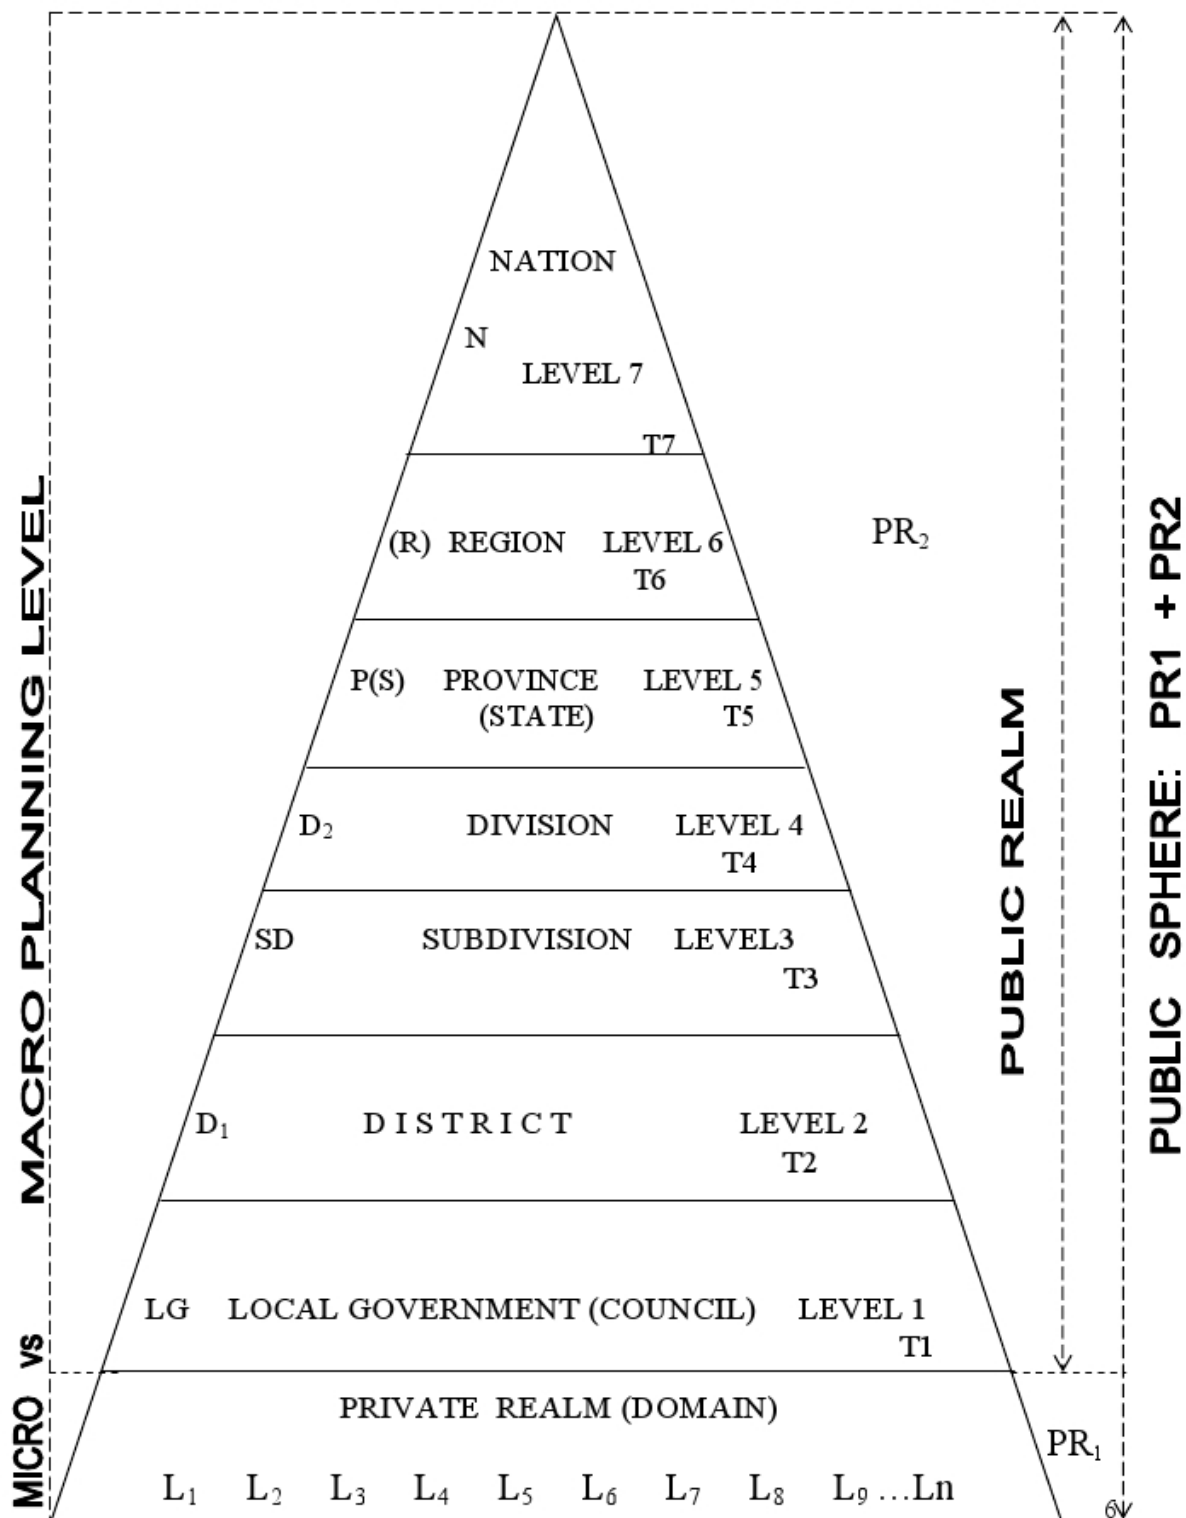 NATION
N
LEVEL 7
T7
(R) REGION LEVEL 6
T6
PR₂
P(S) PROVINCE LEVEL 5
(STATE) T5
D₂ DIVISION LEVEL 4
T4
SD SUBDIVISION LEVEL3
T3
D₁ D I S T R I C T LEVEL 2
T2
LG LOCAL GOVERNMENT (COUNCIL) LEVEL 1
T1
PRIVATE REALM (DOMAIN)
PR₁
L₁ L₂ L₃ L₄ L₅ L₆ L₇ L₈ L₉ ...Ln
6
MICRO vs MACRO PLANNING LEVEL
PUBLIC REALM
PUBLIC SPHERE: PR1 + PR2